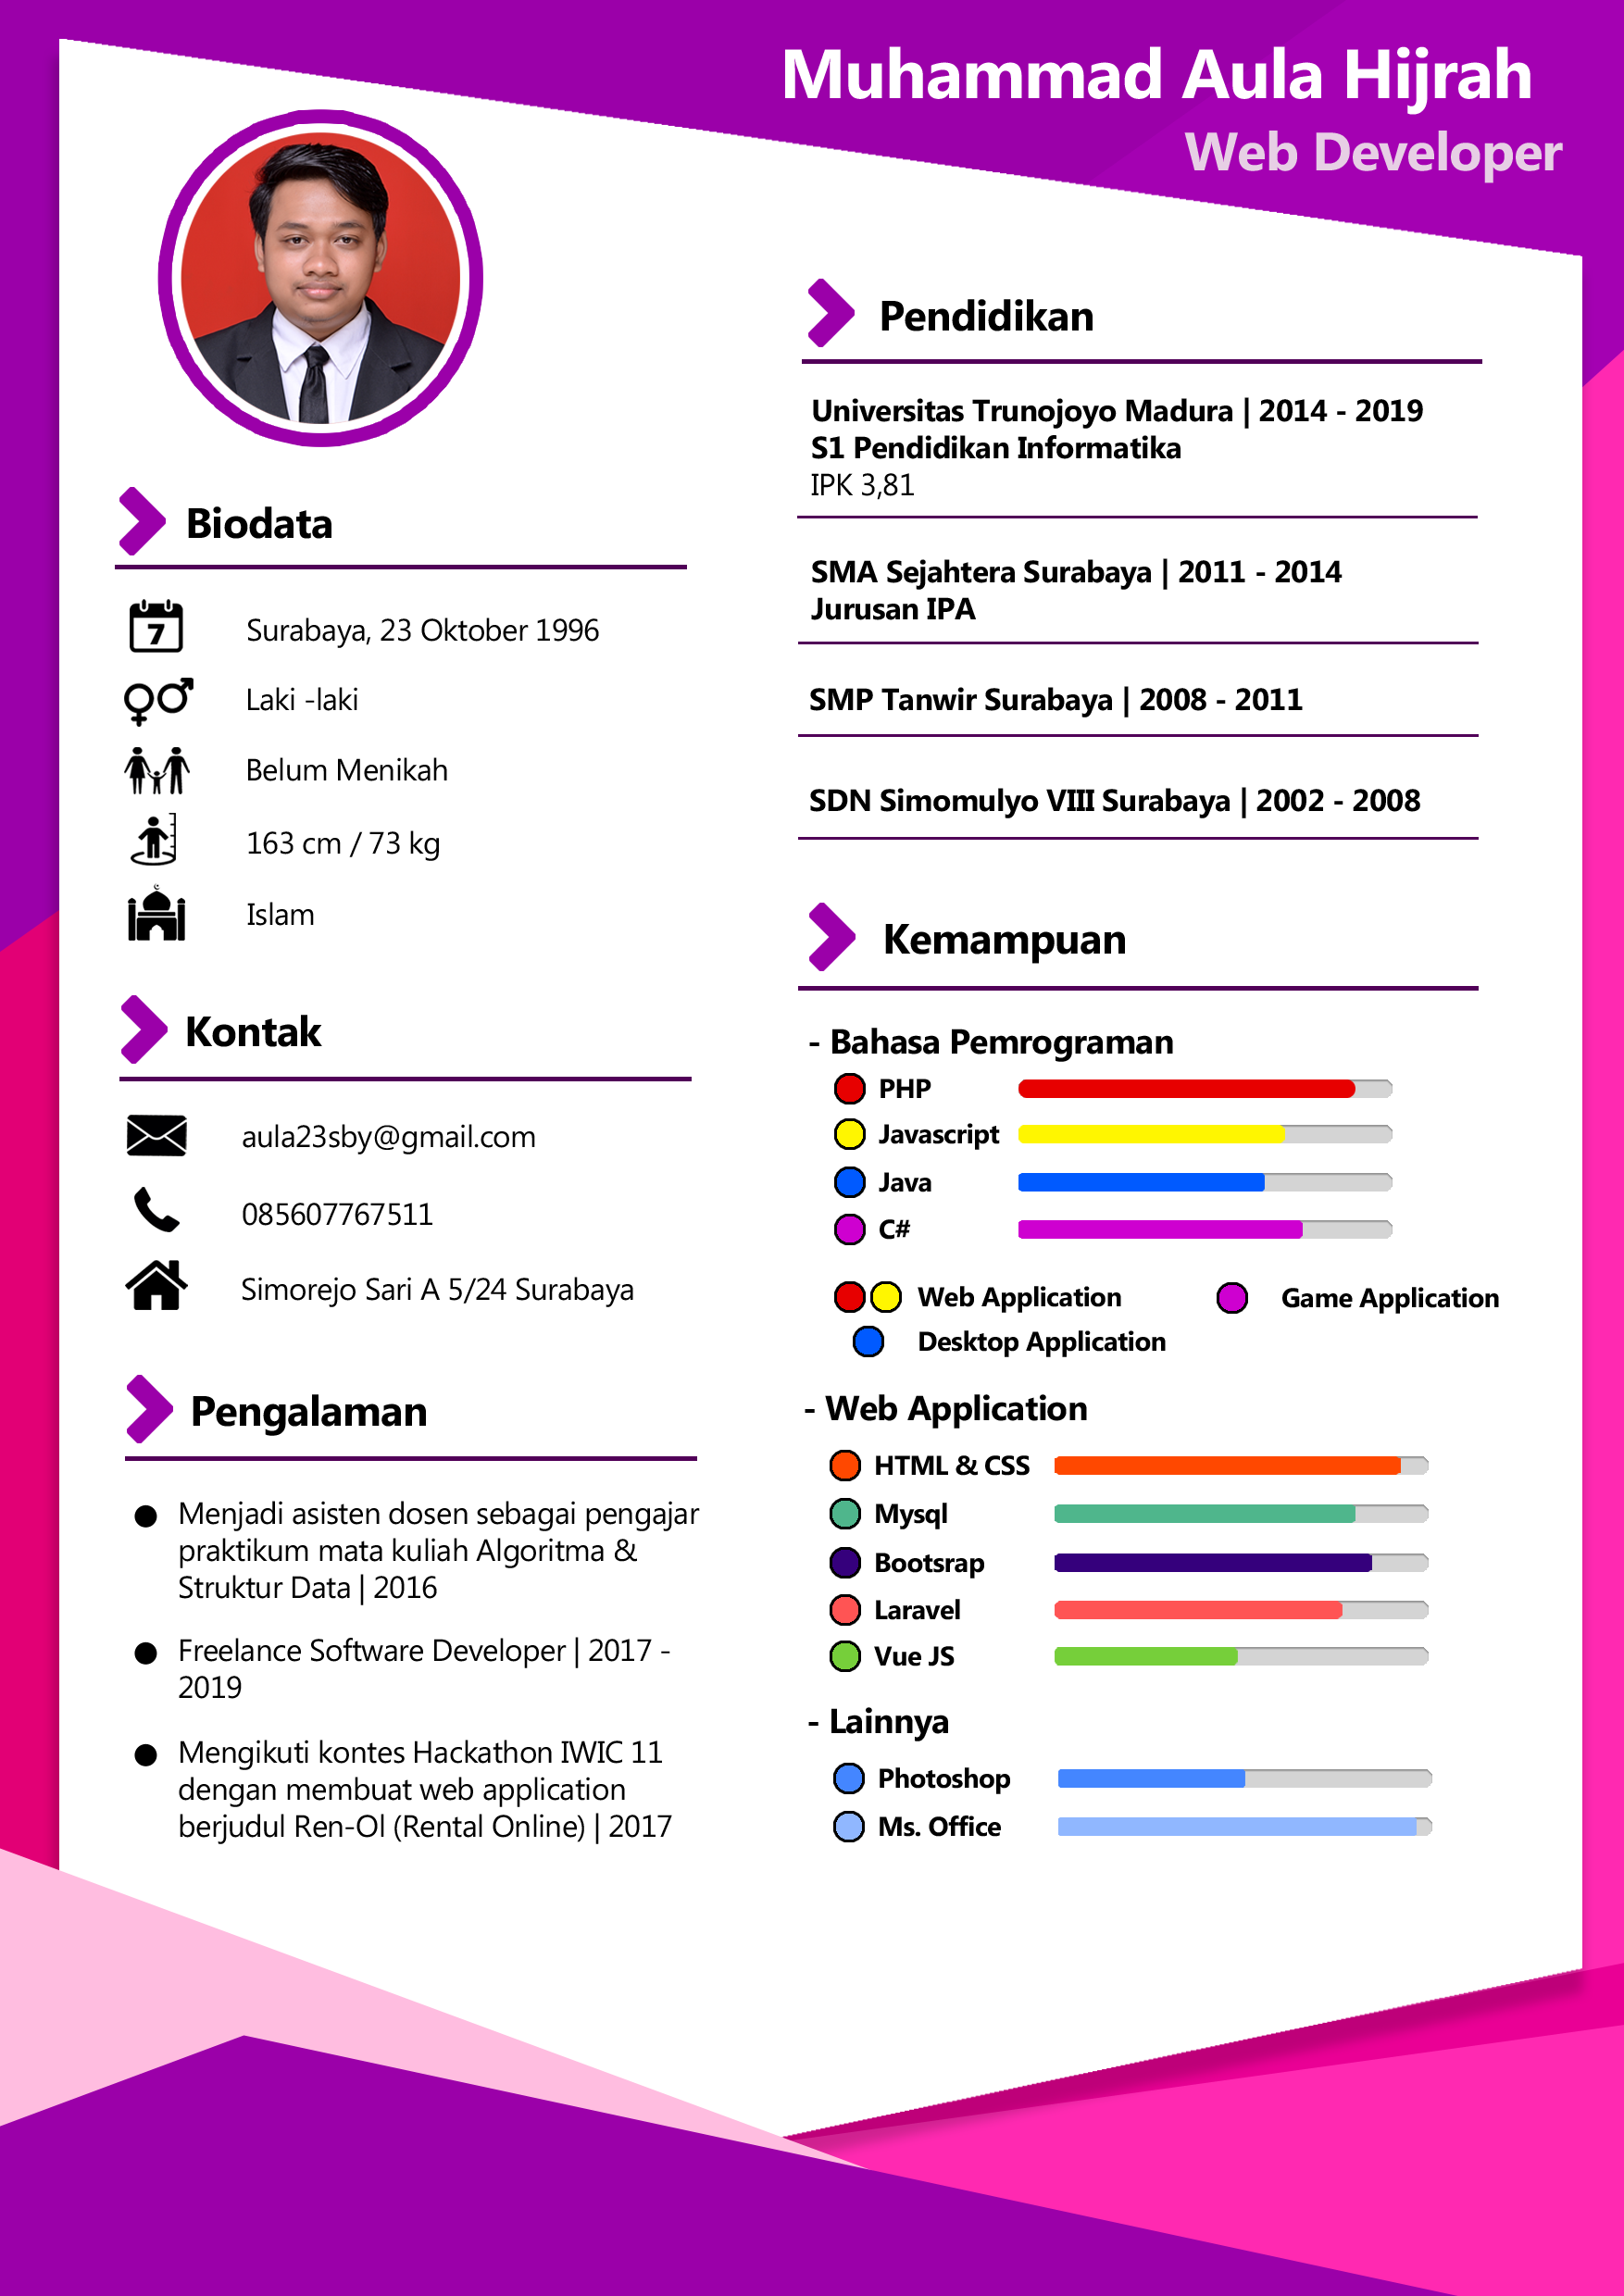 Muhammad Aula Hijrah
Web Developer
Biodata
7
Surabaya, 23 Oktober 1996
Laki -laki
Belum Menikah
163 cm / 73 kg
Islam
Kontak
aula23sby@gmail.com
085607767511
Simorejo Sari A 5/24 Surabaya
Pengalaman
Menjadi asisten dosen sebagai pengajar
praktikum mata kuliah Algoritma &
Struktur Data | 2016
Freelance Software Developer | 2017 -
2019
Mengikuti kontes Hackathon IWIC 11
dengan membuat web application
berjudul Ren-Ol (Rental Online) | 2017
Pendidikan
Universitas Trunojoyo Madura | 2014 - 2019
S1 Pendidikan Informatika
IPK 3,81
SMA Sejahtera Surabaya | 2011 - 2014
Jurusan IPA
SMP Tanwir Surabaya | 2008 - 2011
SDN Simomulyo VIII Surabaya | 2002 - 2008
Kemampuan
- Bahasa Pemrograman
PHP
Javascript
Java
C#
Web Application
Game Application
Desktop Application
- Web Application
HTML & CSS
Mysql
Bootsrap
Laravel
Vue JS
- Lainnya
Photoshop
Ms. Office